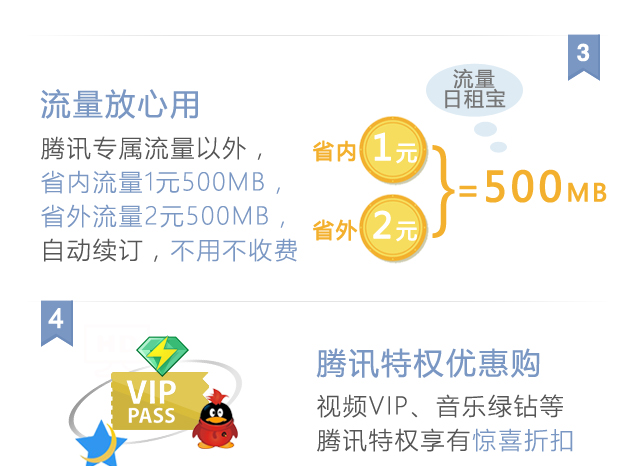 3
流量放心用
腾讯专属流量以外，
省内流量1元500MB，
省外流量2元500MB，
自动续订，不用不收费
流量
日租宝
省内 1元
省外 2元
=500MB
4
VIP
PASS
腾讯特权优惠购
视频VIP、音乐绿钻等
腾讯特权享有惊喜折扣